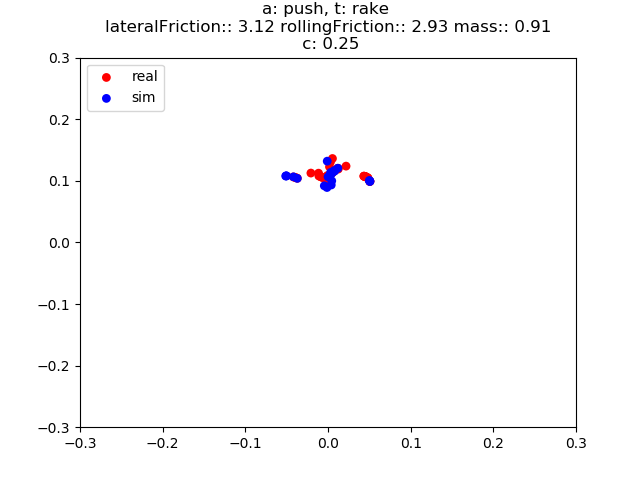 a: push, t: rake
lateralFriction:: 3.12 rollingFriction:: 2.93 mass:: 0.91
c: 0.25
real
sim
0.3
0.2
0.1
0.0
−0.1
−0.2
−0.3
−0.3 −0.2 −0.1 0.0 0.1 0.2 0.3